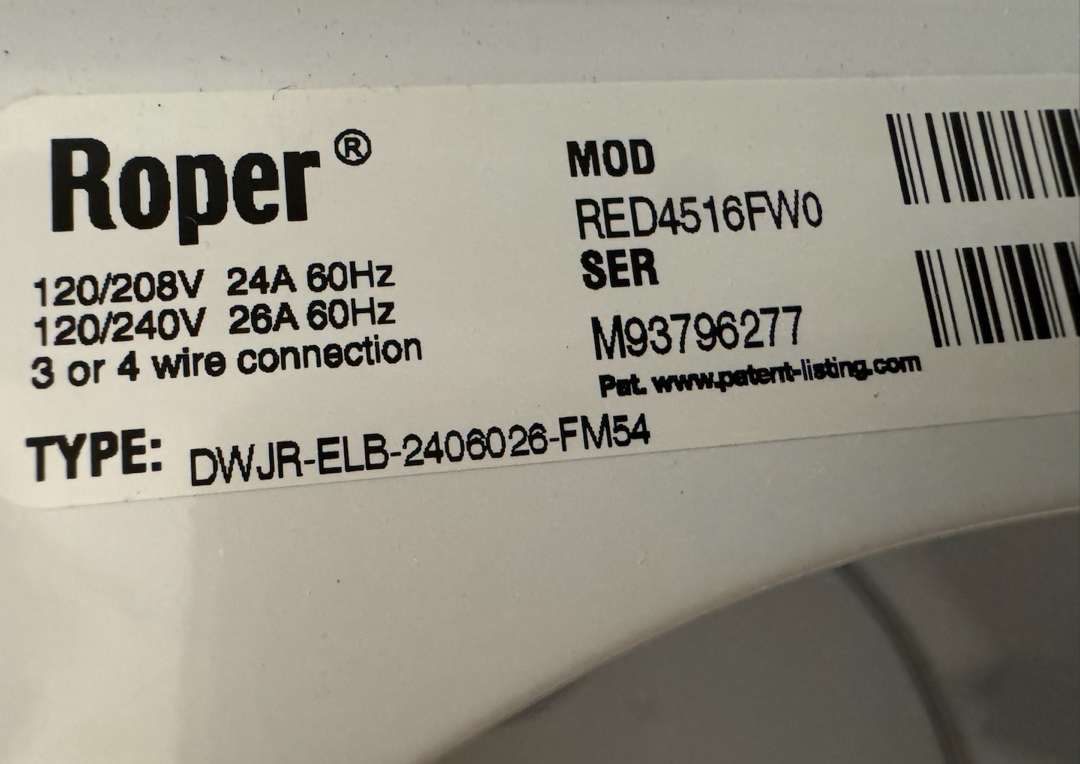 Roper®
120/208V 24A 60Hz
120/240V 26A 60Hz
3 or 4 wire connection
MOD
RED4516FW0
SER
M93796277
Pat. www.patent-listing.com
TYPE: DWJR-ELB-2406026-FM54